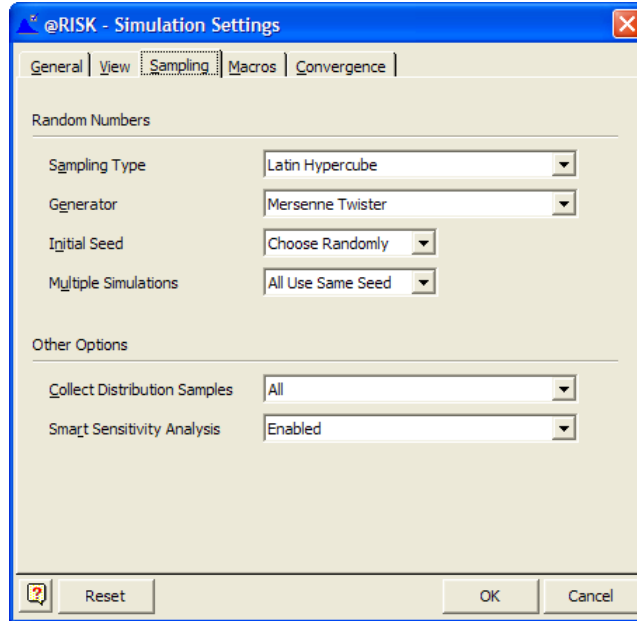 @RISK - Simulation Settings
General View Sampling Macros Convergence
Random Numbers
Sampling Type Latin Hypercube
Generator Mersenne Twister
Initial Seed Choose Randomly
Multiple Simulations All Use Same Seed
Other Options
Collect Distribution Samples All
Smart Sensitivity Analysis Enabled
? Reset OK Cancel